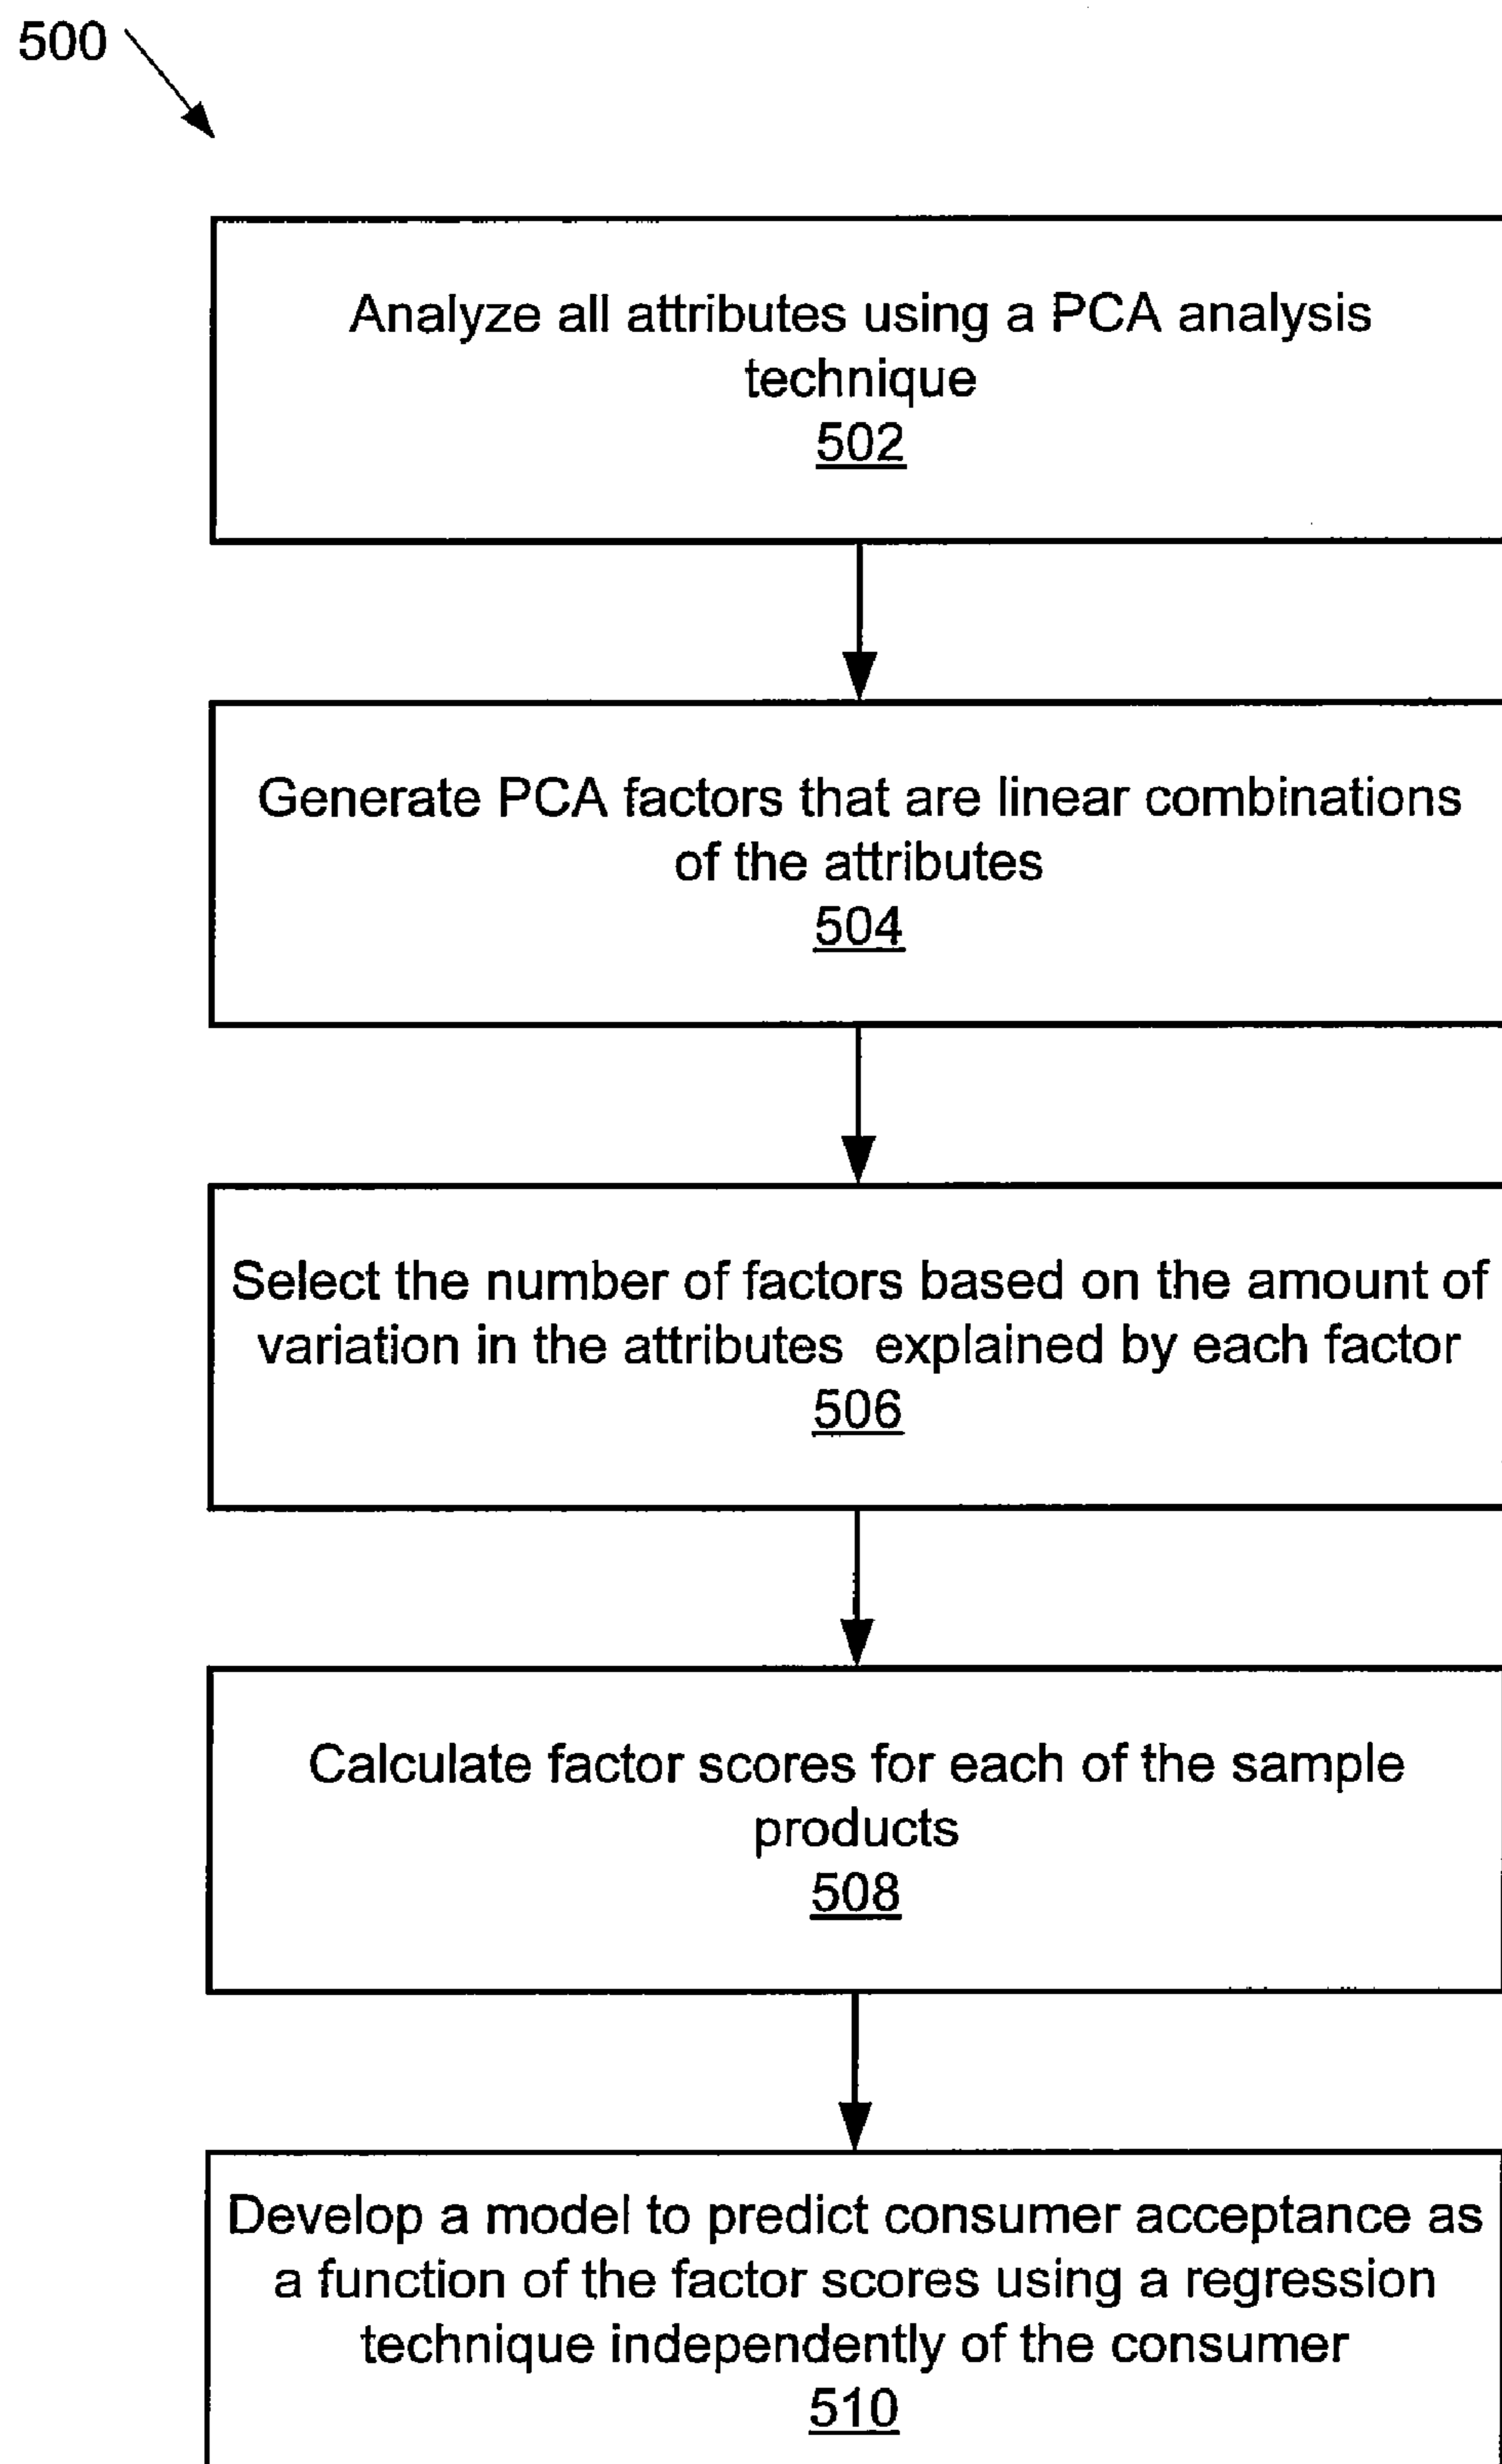 500
Analyze all attributes using a PCA analysis
technique
502
Generate PCA factors that are linear combinations
of the attributes
504
Select the number of factors based on the amount of
variation in the attributes explained by each factor
506
Calculate factor scores for each of the sample
products
508
Develop a model to predict consumer acceptance as
a function of the factor scores using a regression
technique independently of the consumer
510